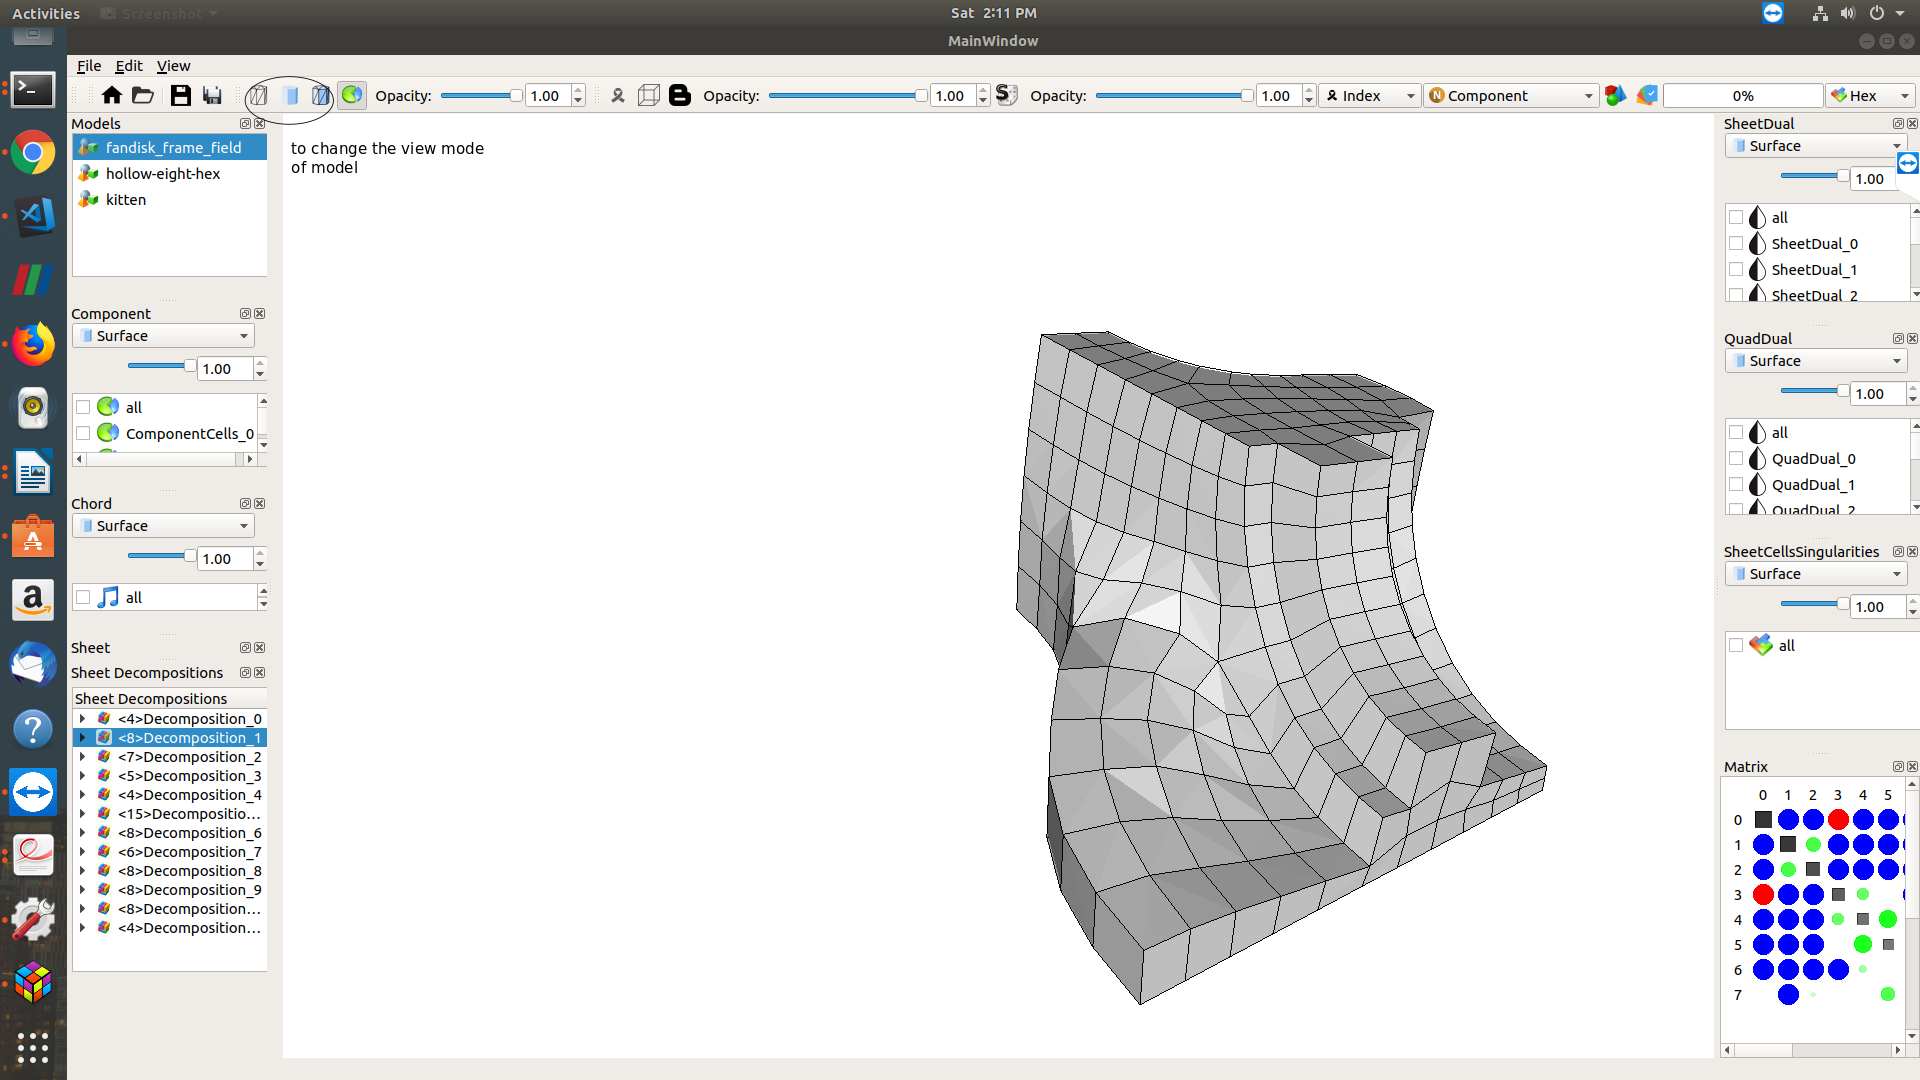 Activities
Screenshot
Sat 2:11 PM
MainWindow
File Edit View
Opacity: 1.00
Opacity: 1.00
Opacity: 1.00
Index
Component
0%
Hex
Models
fandisk_frame_field
hollow-eight-hex
kitten
to change the view mode
of model
Component
Surface
1.00
all
ComponentCells_0
Chord
Surface
1.00
all
Sheet
Sheet Decompositions
Sheet Decompositions
<4>Decomposition_0
<8>Decomposition_1
<7>Decomposition_2
<5>Decomposition_3
<4>Decomposition_4
<15>Decompositio...
<8>Decomposition_6
<6>Decomposition_7
<8>Decomposition_8
<8>Decomposition_9
<8>Decomposition...
<4>Decomposition...
SheetDual
Surface
1.00
all
SheetDual_0
SheetDual_1
SheetDual_2
QuadDual
Surface
1.00
all
QuadDual_0
QuadDual_1
QuadDual_2
SheetCellsSingularities
Surface
1.00
all
Matrix
0 1 2 3 4 5
0
1
2
3
4
5
6
7